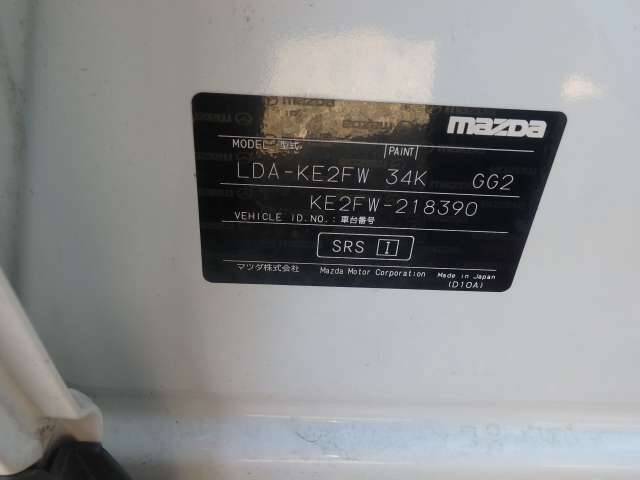 mazda
MODEL 型式 PAINT
LDA-KE2FW 34K GG2
KE2FW-218390
VEHICLE ID.NO.: 車台番号
SRS I
マツダ株式会社 Mazda Motor Corporation Made in Japan
(D10A)